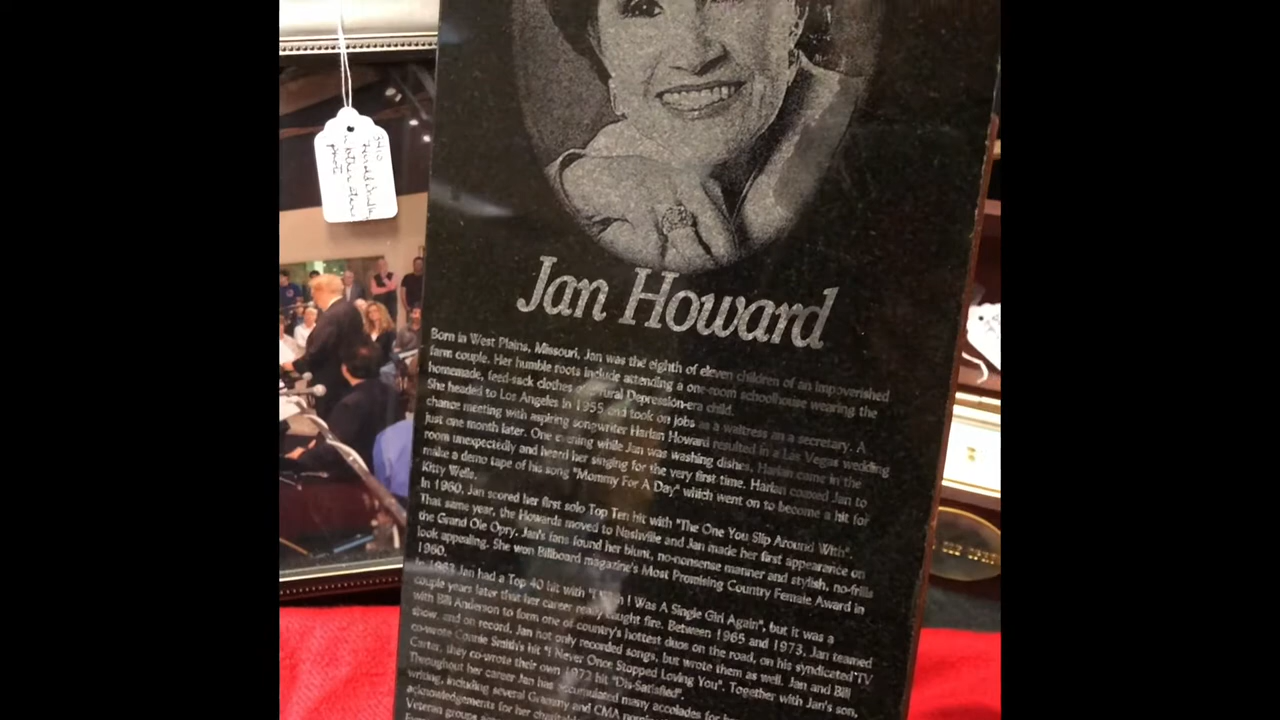 Jan Howard
Born in West Plains, Missouri, Jan was the eighth of eleven children of an impoverished
farm couple. Her humble roots include attending a one-room schoolhouse wearing the
homemade, feed-sack clothes of a rural Depression-era child.
She headed to Los Angeles in 1955 and took on jobs as a waitress an a secretary. A
chance meeting with aspiring songwriter Harlan Howard resulted in a Las Vegas wedding
just one month later. One evening while Jan was washing dishes, Harlan came in the
room unexpectedly and heard her singing for the very first time. Harlan coaxed Jan to
make a demo tape of his song "Mommy For A Day" which went on to become a hit for
Kitty Wells.
In 1960, Jan scored her first solo Top Ten hit with "The One You Slip Around With".
That same year, the Howards moved to Nashville and Jan made her first appearance on
the Grand Ole Opry. Jan's fans found her blunt, no-nonsense manner and stylish, no-frills
look appealing. She won Billboard magazine's Most Promising Country Female Award in
1960.
In 1963 Jan had a Top 40 hit with "I Wish I Was A Single Girl Again", but it was a
couple years later that her career really caught fire. Between 1965 and 1973, Jan teamed
with Bill Anderson to form one of country's hottest duos on the road, on his syndicated TV
show, and on record. Jan not only recorded songs, but wrote them as well. Jan and Bill
co-wrote Connie Smith's hit "I Never Once Stopped Loving You". Together with Jan's son,
Carter, they co-wrote their own 1972 hit "Dis-Satisfied".
Throughout her career Jan has accumulated many accolades for
writing, including several Grammy and CMA
acknowledgements for her
Veteran groups